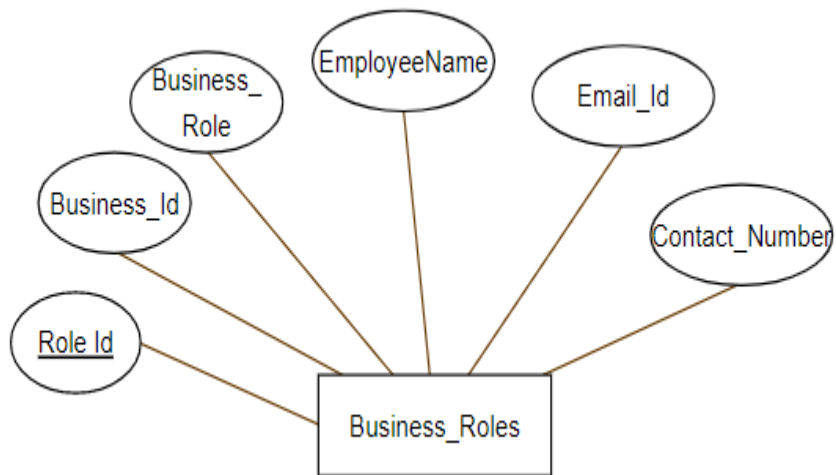 EmployeeName
Business_
Role
Email_Id
Business_Id
Contact_Number
Role Id
Business_Roles